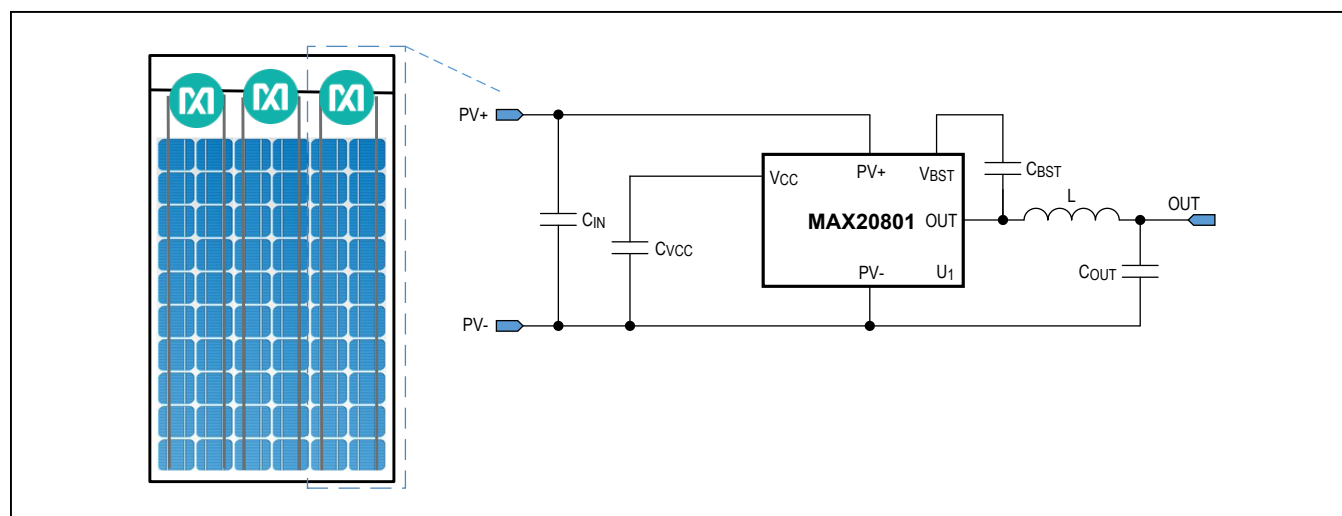 PV+
PV-
CIN
CVCC
VCC
PV+
VBST
MAX20801
OUT
PV-
U1
CBST
L
OUT
COUT